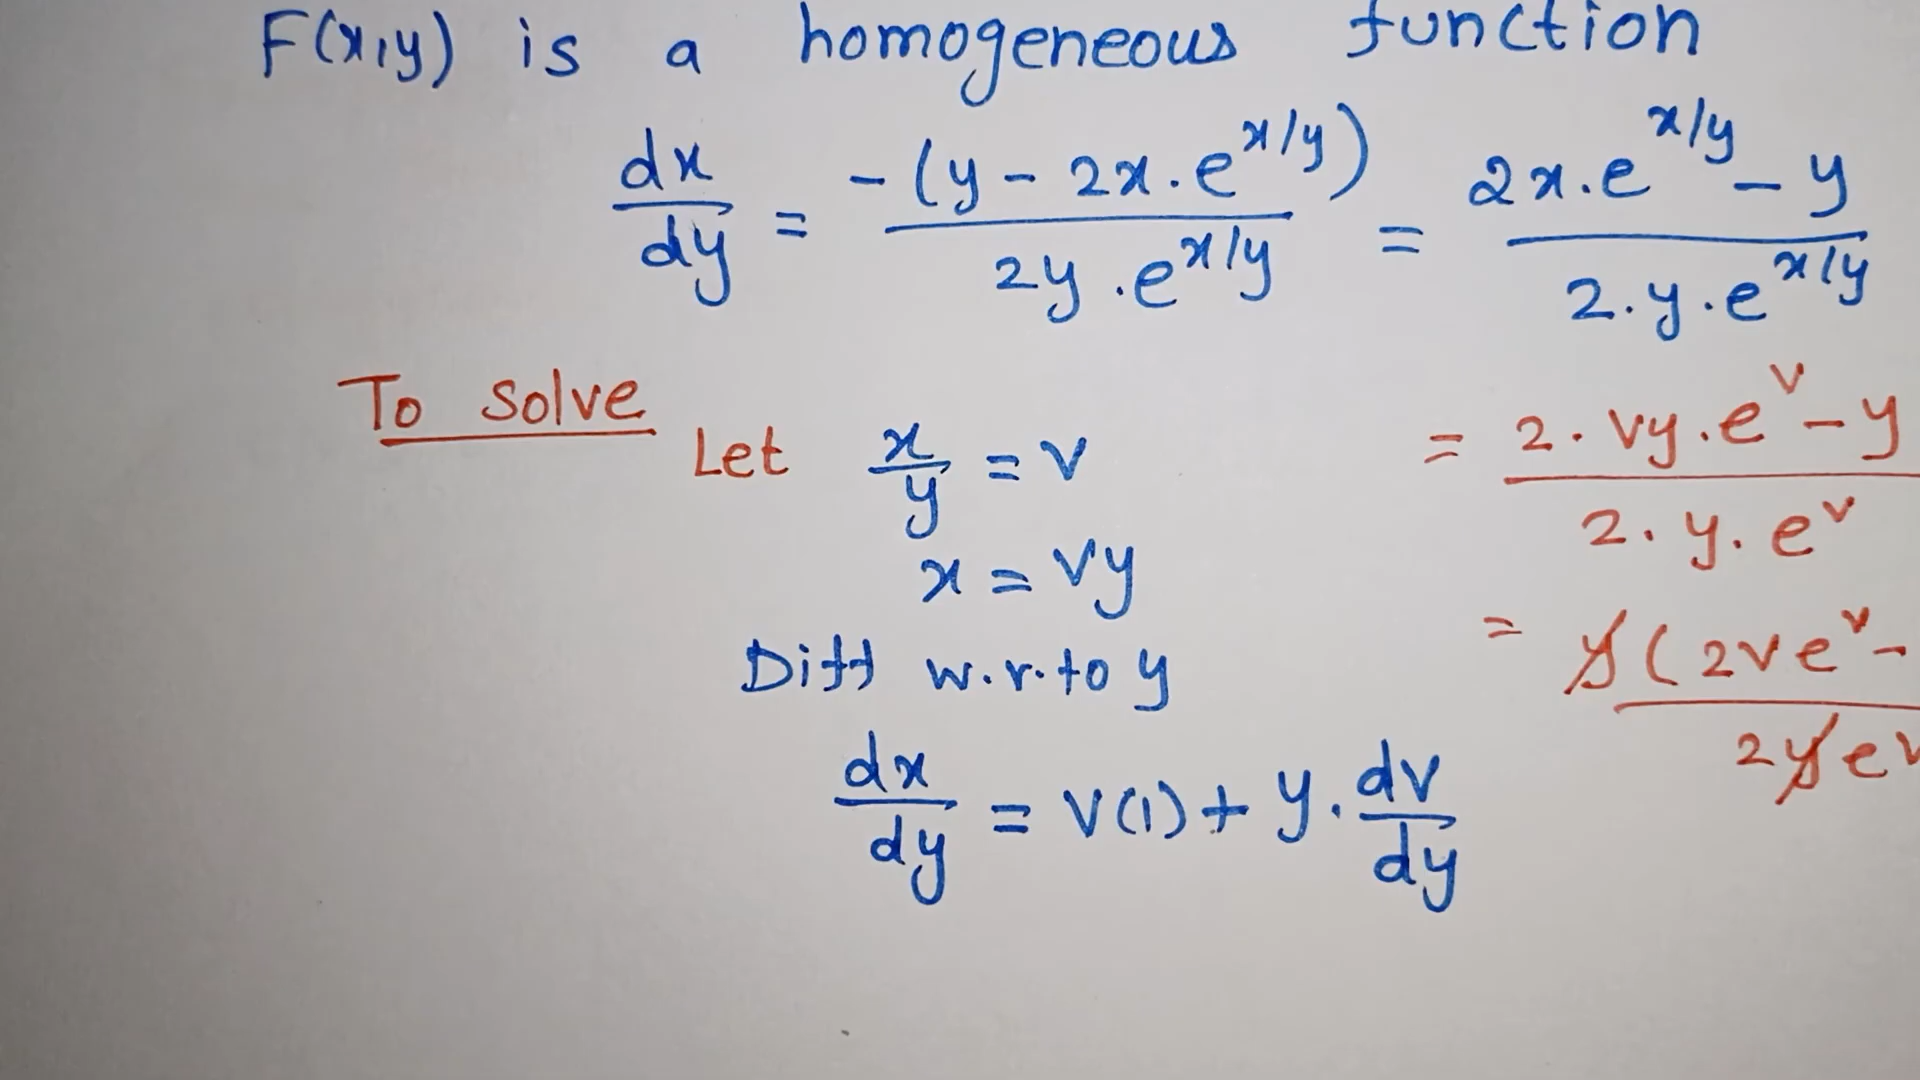 F(x,y) is a homogeneous function
dx/dy = -(y - 2x.e^x/y) / 2y.e^x/y = 2x.e^x/y - y / 2.y.e^x/y
To solve
Let x/y = v
= 2.vy.e^v - y / 2.y.e^v
x = vy
= y(2ve^v - / 2ye^v
Diff w.r.to y
dx/dy = v(1) + y.dv/dy